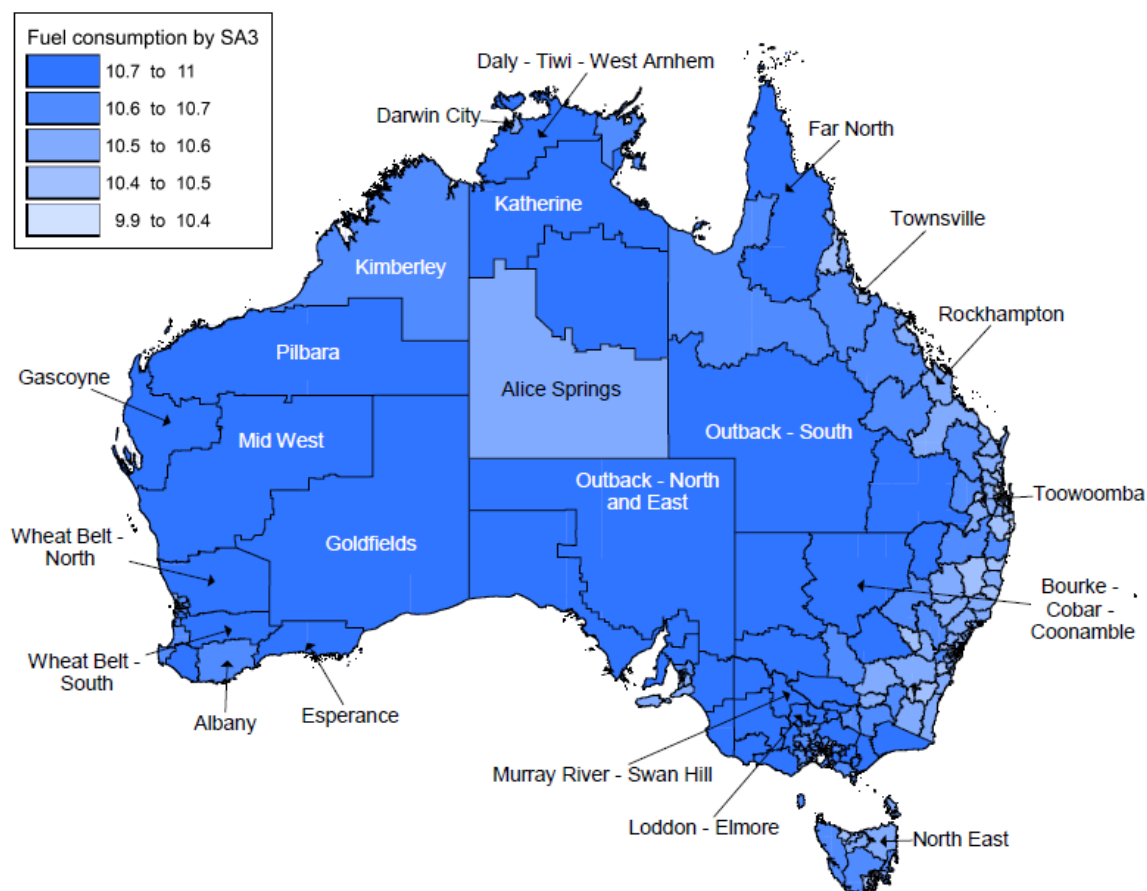 Fuel consumption by SA3
10.7 to 11
10.6 to 10.7
10.5 to 10.6
10.4 to 10.5
9.9 to 10.4
Daly - Tiwi - West Arnhem
Darwin City
Far North
Katherine
Townsville
Kimberley
Rockhampton
Pilbara
Gascoyne
Alice Springs
Mid West
Outback - South
Outback - North
and East
Toowoomba
Wheat Belt -
North
Goldfields
Bourke -
Cobar -
Coonamble
Wheat Belt -
South
Albany
Esperance
Murray River - Swan Hill
Loddon - Elmore
North East